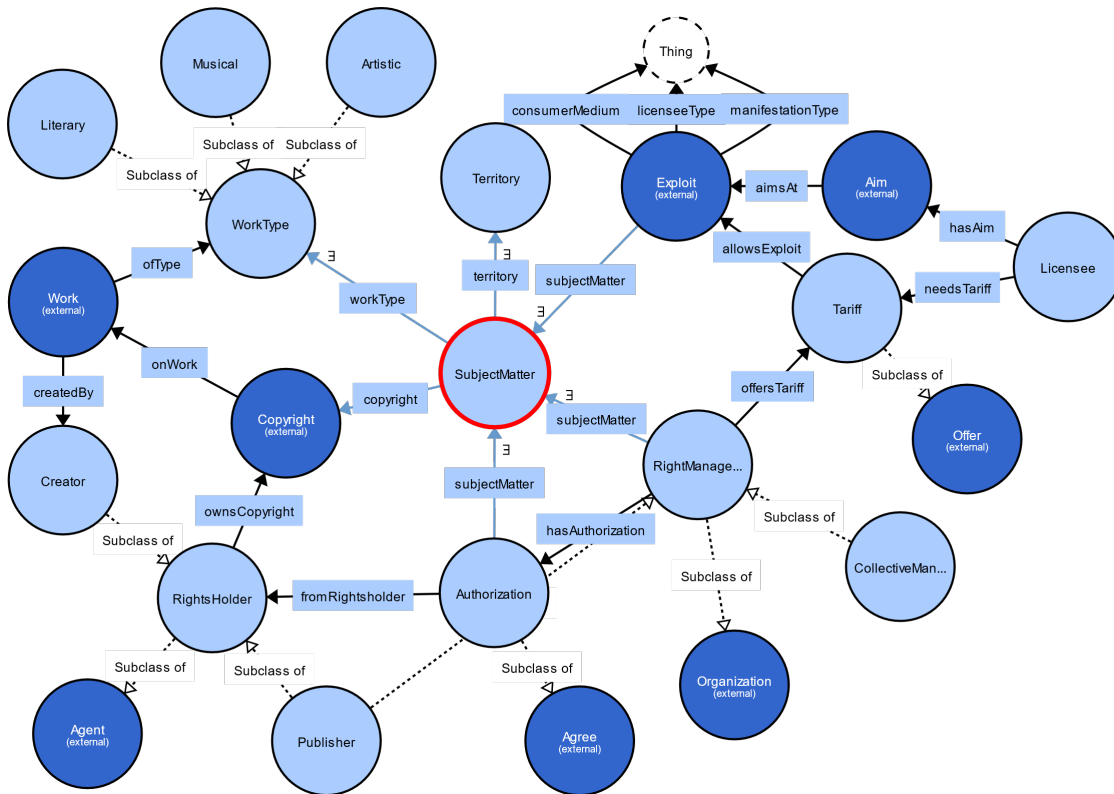 Musical
Artistic
Thing
Literary
consumerMedium
licenseeType
manifestationType
Subclass of
Subclass of
Subclass of
Territory
Exploit
(external)
aimsAt
Aim
(external)
WorkType
hasAim
ofType
∃
∃
allowsExploit
Licensee
territory
subjectMatter
needsTariff
Work
(external)
workType
Tariff
∃
onWork
SubjectMatter
Subclass of
createdBy
copyright
∃
offersTariff
Copyright
(external)
subjectMatter
Offer
(external)
∃
RightManage...
Creator
subjectMatter
ownsCopyright
Subclass of
hasAuthorization
Subclass of
CollectiveMan...
Subclass of
RightsHolder
fromRightsholder
Authorization
Subclass of
Subclass of
Subclass of
Organization
(external)
Agent
(external)
Publisher
Agree
(external)